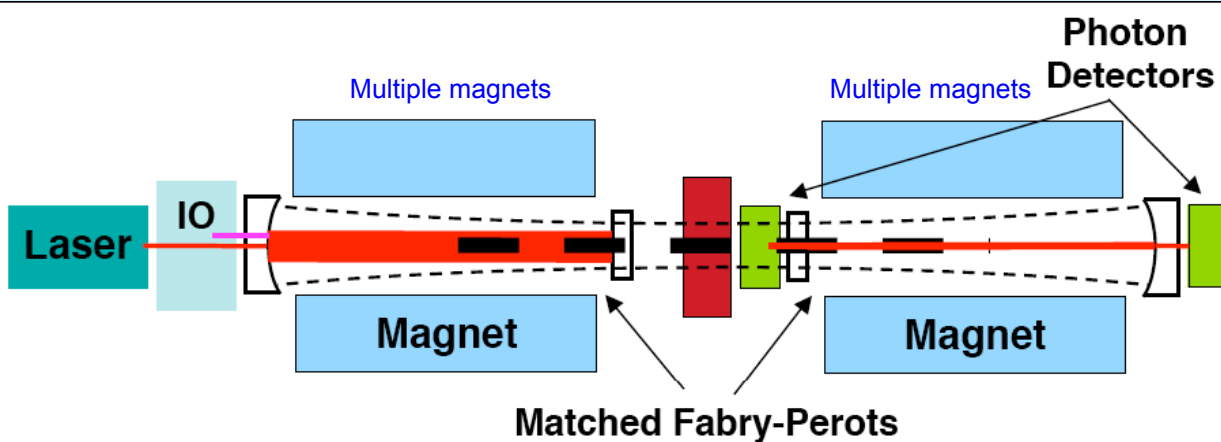 Photon
Detectors
Multiple magnets
Multiple magnets
IO
Laser
Magnet
Magnet
Matched Fabry-Perots